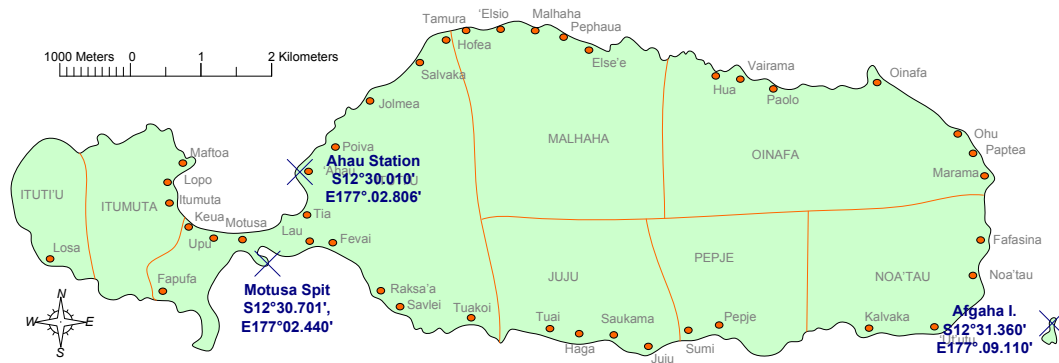 Tamura
'Elsio
Malhaha
Pephaua
Hofea
Else'e
Salvaka
1000 Meters 0 1 2 Kilometers
Jolmea
Hua
Vairama
Paolo
Oinafa
MALHAHA
OINAFA
Ohu
Paptea
Marama
Poiva
Ahau Station
'Ahau
S12°30.010'
E177°.02.806'
Maftoa
Lopo
ITUTI'U
ITUMUTA
Itumuta
Keua
Motusa
Upu
Tia
Lau
Fevai
Losa
Fapufa
Motusa Spit
S12°30.701',
E177°02.440'
Raksa'a
Savlei
Tuakoi
JUJU
PEPJE
NOA'TAU
Fafasina
Noa'tau
Tuai
Haga
Saukama
Juju
Sumi
Pepje
Kalvaka
'Ut'utu
Afgaha I.
S12°31.360'
E177°.09.110'
N
W
E
S